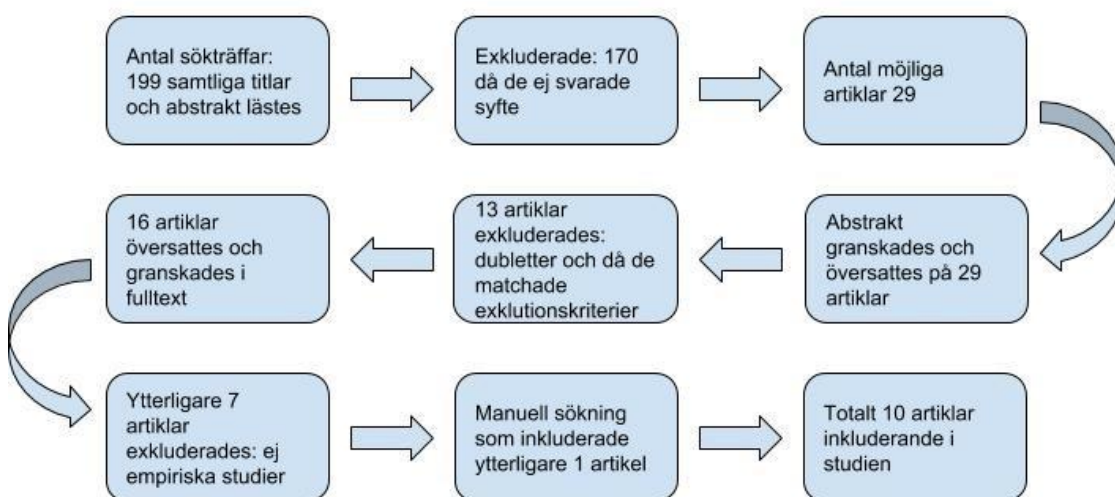 Antal sökträffar:
199 samtliga titlar
och abstrakt lästes
Exkluderade: 170
då de ej svarade
syfte
Antal möjliga
artiklar 29
Abstrakt
granskades och
översattes på 29
artiklar
13 artiklar
exkluderades:
dubletter och då de
matchade
exklutionskriterier
16 artiklar
översattes och
granskades i
fulltext
Ytterligare 7
artiklar
exkluderades: ej
empiriska studier
Manuell sökning
som inkluderade
ytterligare 1 artikel
Totalt 10 artiklar
inkluderande i
studien